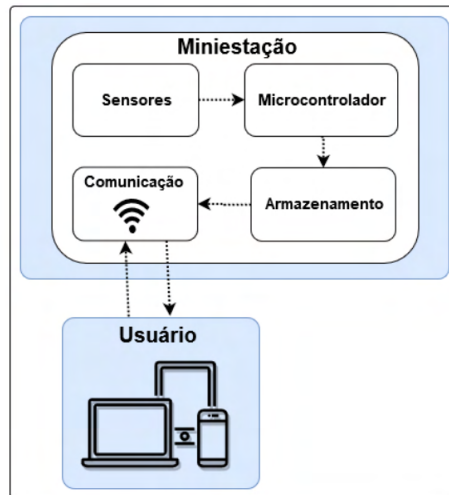 Miniestação
Sensores
Microcontrolador
Comunicação
Armazenamento
Usuário